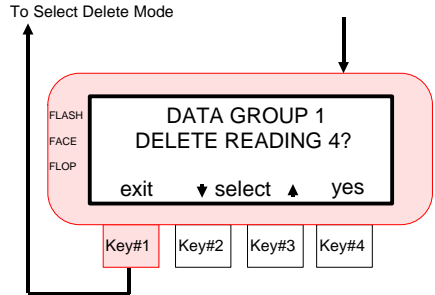 To Select Delete Mode
FLASH
FACE
FLOP
DATA GROUP 1
DELETE READING 4?
exit select yes
Key#1 Key#2 Key#3 Key#4